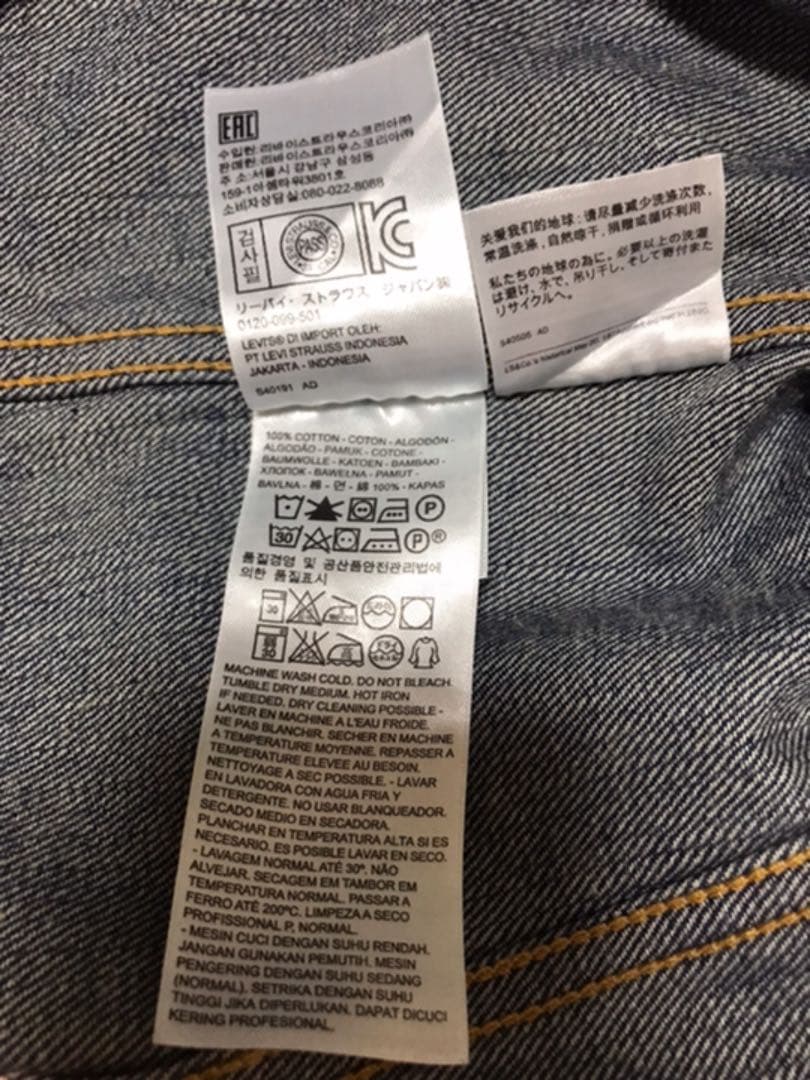 EAC
수입원:리바이스트라우스코리아㈜
판매원:리바이스트라우스코리아㈜
주 소:서울시 강남구 삼성동
159-1아셈타워3801호
소비자상담실:080-022-8088
검사필
PASS
KC
リーバイ・ストラウス ジャパン㈱
0120-099-501
LEVI'S® DI IMPORT OLEH:
PT LEVI STRAUSS INDONESIA
JAKARTA - INDONESIA
S40191 AD
关爱我们的地球:请尽量减少洗涤次数,
常温洗涤,自然晾干,捐赠或循环利用
私たちの地球の為に。必要以上の洗濯
は避け、水で、吊り干し、そして寄付また
リサイクルへ。
S40505 AD
100% COTTON - COTON - ALGODÓN -
ALGODÃO - PAMUK - COTONE -
BAUMWOLLE - KATOEN - BAMBAKI -
ХЛОПОК - BAWEŁNA - PAMUT -
BAVLNA - 棉 - 면 - 綿 100% - KAPAS
P
30 P®
품질경영 및 공산품안전관리법에
의한 품질표시
30 드라이
30
MACHINE WASH COLD. DO NOT BLEACH.
TUMBLE DRY MEDIUM. HOT IRON
IF NEEDED. DRY CLEANING POSSIBLE -
LAVER EN MACHINE A L'EAU FROIDE.
NE PAS BLANCHIR. SECHER EN MACHINE
A TEMPERATURE MOYENNE. REPASSER A
TEMPERATURE ELEVEE AU BESOIN.
NETTOYAGE A SEC POSSIBLE. - LAVAR
EN LAVADORA CON AGUA FRIA Y
DETERGENTE. NO USAR BLANQUEADOR.
SECADO MEDIO EN SECADORA.
PLANCHAR EN TEMPERATURA ALTA SI ES
NECESARIO. ES POSIBLE LAVAR EN SECO.
- LAVAGEM NORMAL ATÉ 30º. NÃO
ALVEJAR. SECAGEM EM TAMBOR EM
TEMPERATURA NORMAL. PASSAR A
FERRO ATÉ 200ºC. LIMPEZA A SECO
PROFISSIONAL P, NORMAL.
- MESIN CUCI DENGAN SUHU RENDAH.
JANGAN GUNAKAN PEMUTIH. MESIN
PENGERING DENGAN SUHU SEDANG
(NORMAL). SETRIKA DENGAN SUHU
TINGGI JIKA DIPERLUKAN. DAPAT DICUCI
KERING PROFESIONAL.